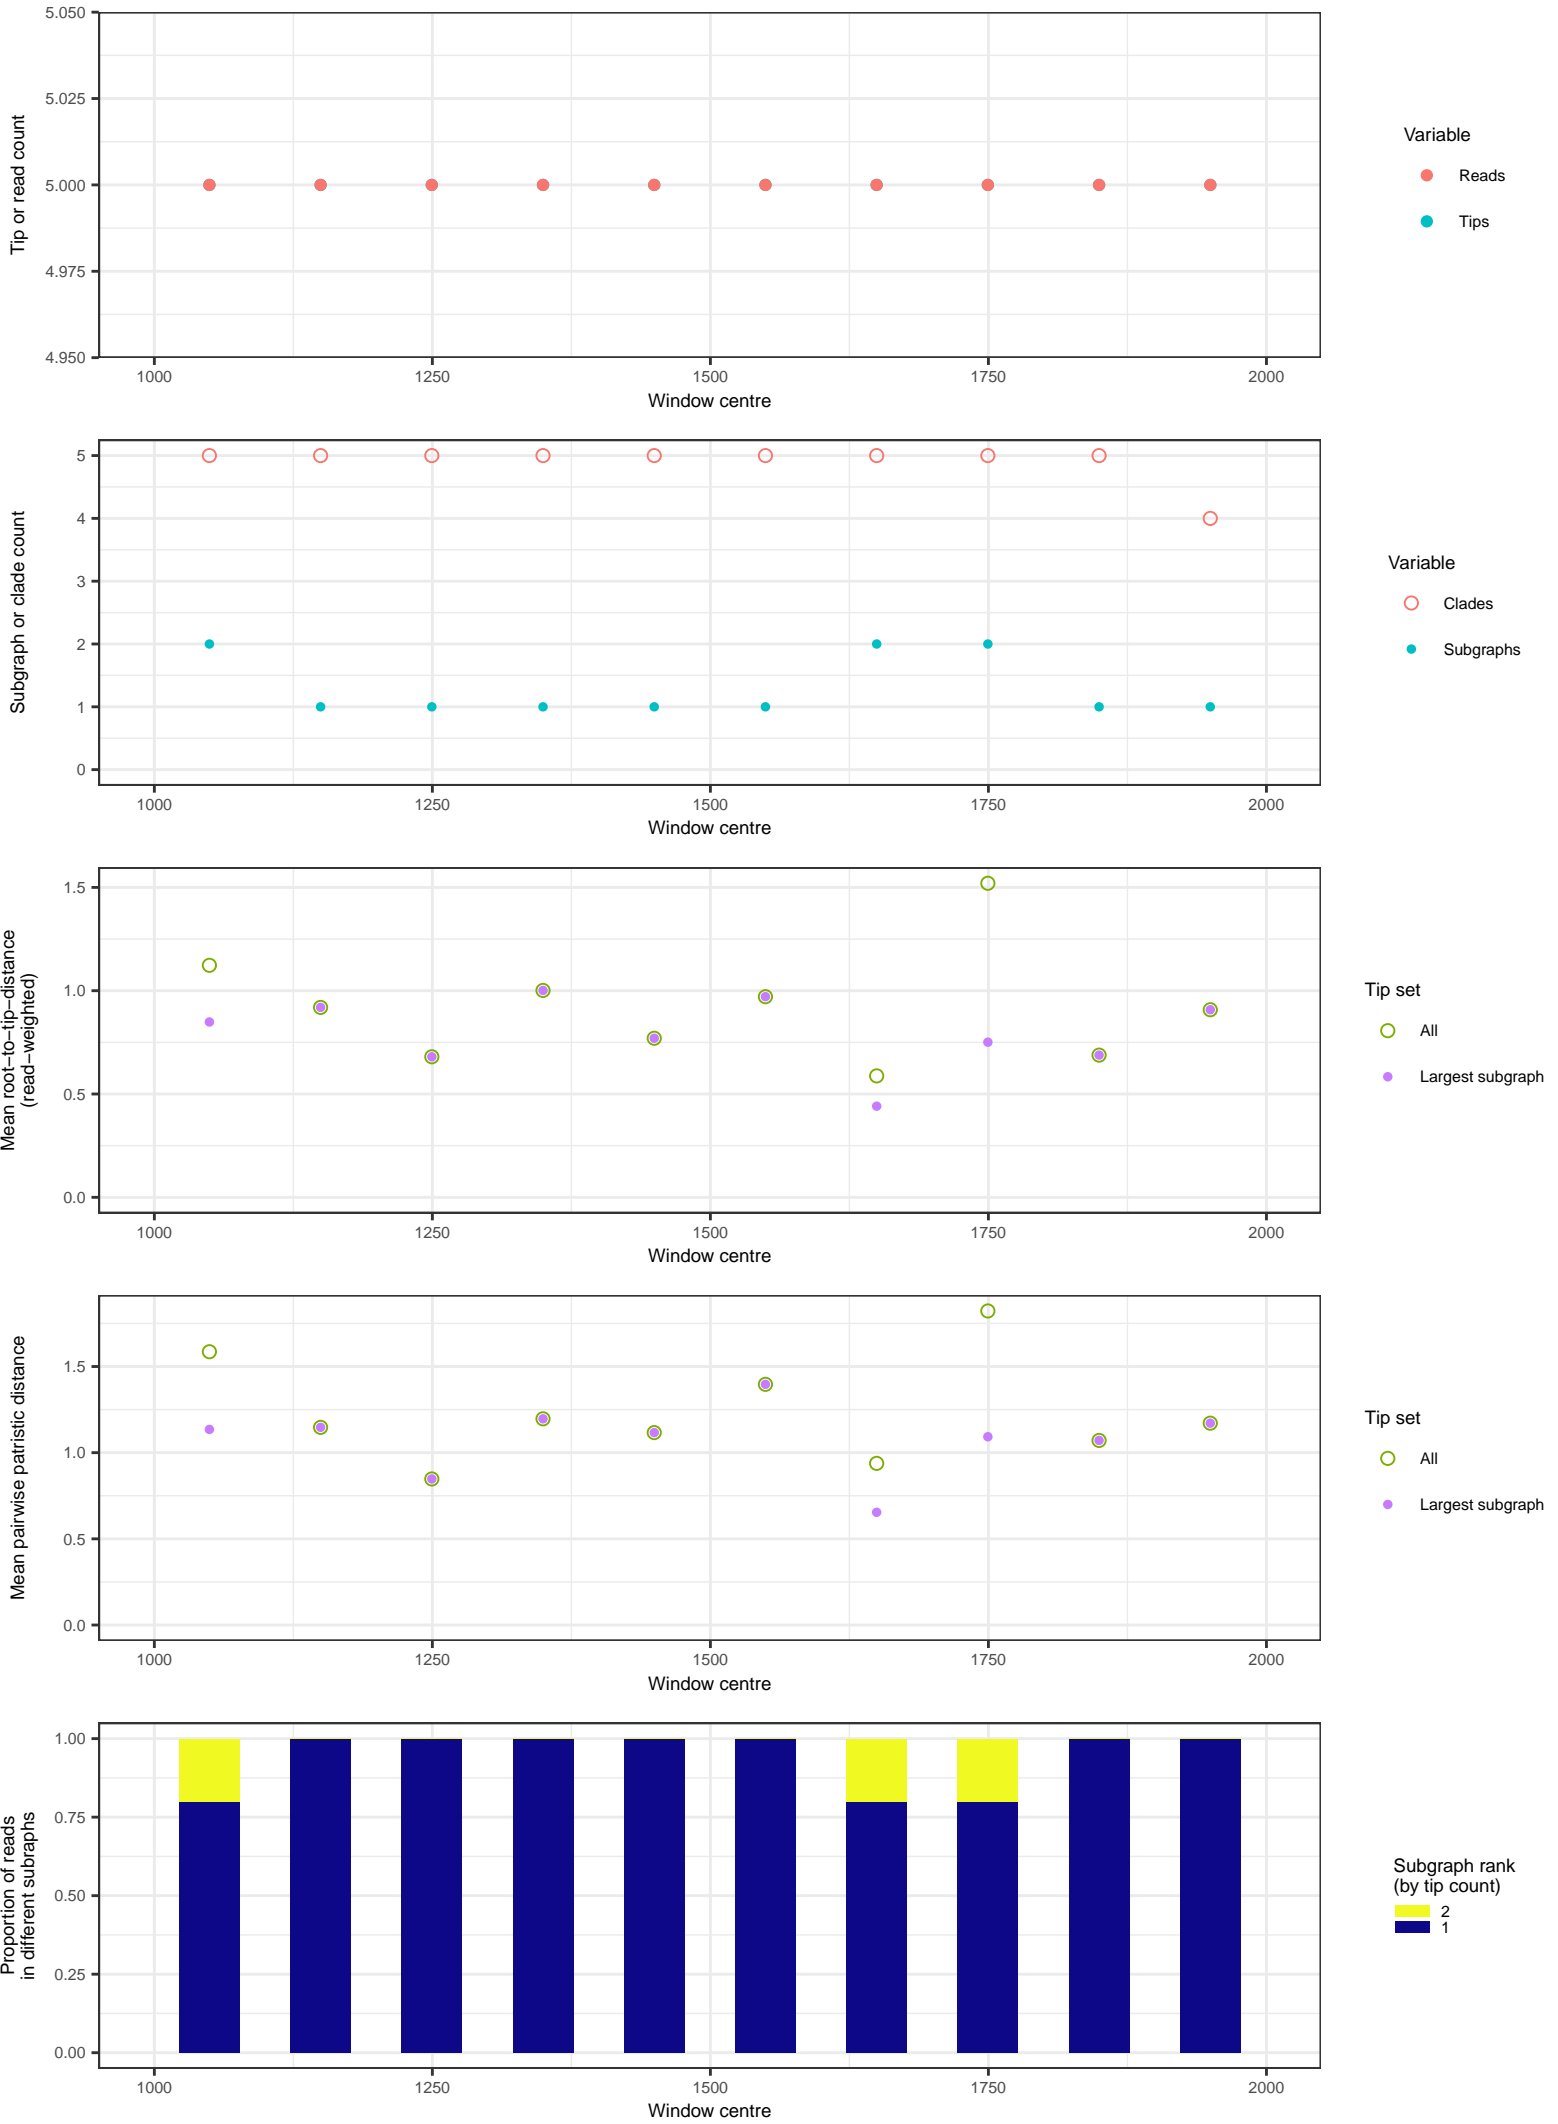 5.050
5.025
5.000
4.975
4.950
Tip or read count
1000 1250 1500 1750 2000
Window centre
Variable
Reads
Tips
5
4
3
2
1
0
Subgraph or clade count
1000 1250 1500 1750 2000
Window centre
Variable
Clades
Subgraphs
1.5
1.0
0.5
0.0
Mean root−to−tip−distance
(read−weighted)
1000 1250 1500 1750 2000
Window centre
Tip set
All
Largest subgraph
1.5
1.0
0.5
0.0
Mean pairwise patristic distance
1000 1250 1500 1750 2000
Window centre
Tip set
All
Largest subgraph
1.00
0.75
0.50
0.25
0.00
Proportion of reads
in different subraphs
1000 1250 1500 1750 2000
Window centre
Subgraph rank
(by tip count)
2
1